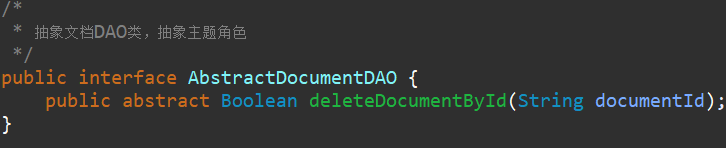 /*
 * 抽象文档DAO类，抽象主题角色
 */
public interface AbstractDocumentDAO {
    public abstract Boolean deleteDocumentById(String documentId);
}